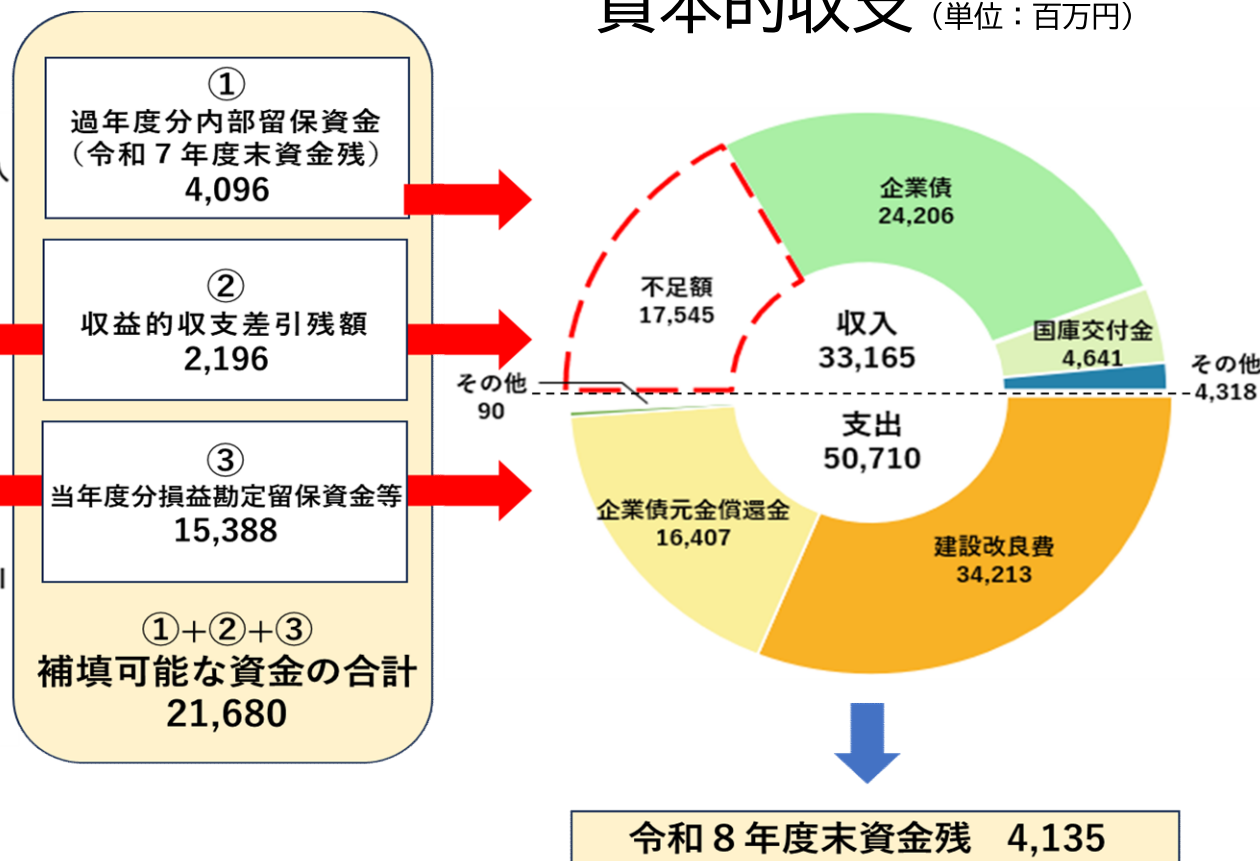 資本的収支（単位：百万円）
①
過年度分内部留保資金
（令和７年度末資金残）
4,096
②
収益的収支差引残額
2,196
③
当年度分損益勘定留保資金等
15,388
①+②+③
補填可能な資金の合計
21,680
企業債
24,206
不足額
17,545
収入
33,165
国庫交付金
4,641
その他
4,318
その他
90
支出
50,710
企業債元金償還金
16,407
建設改良費
34,213
令和８年度末資金残　4,135